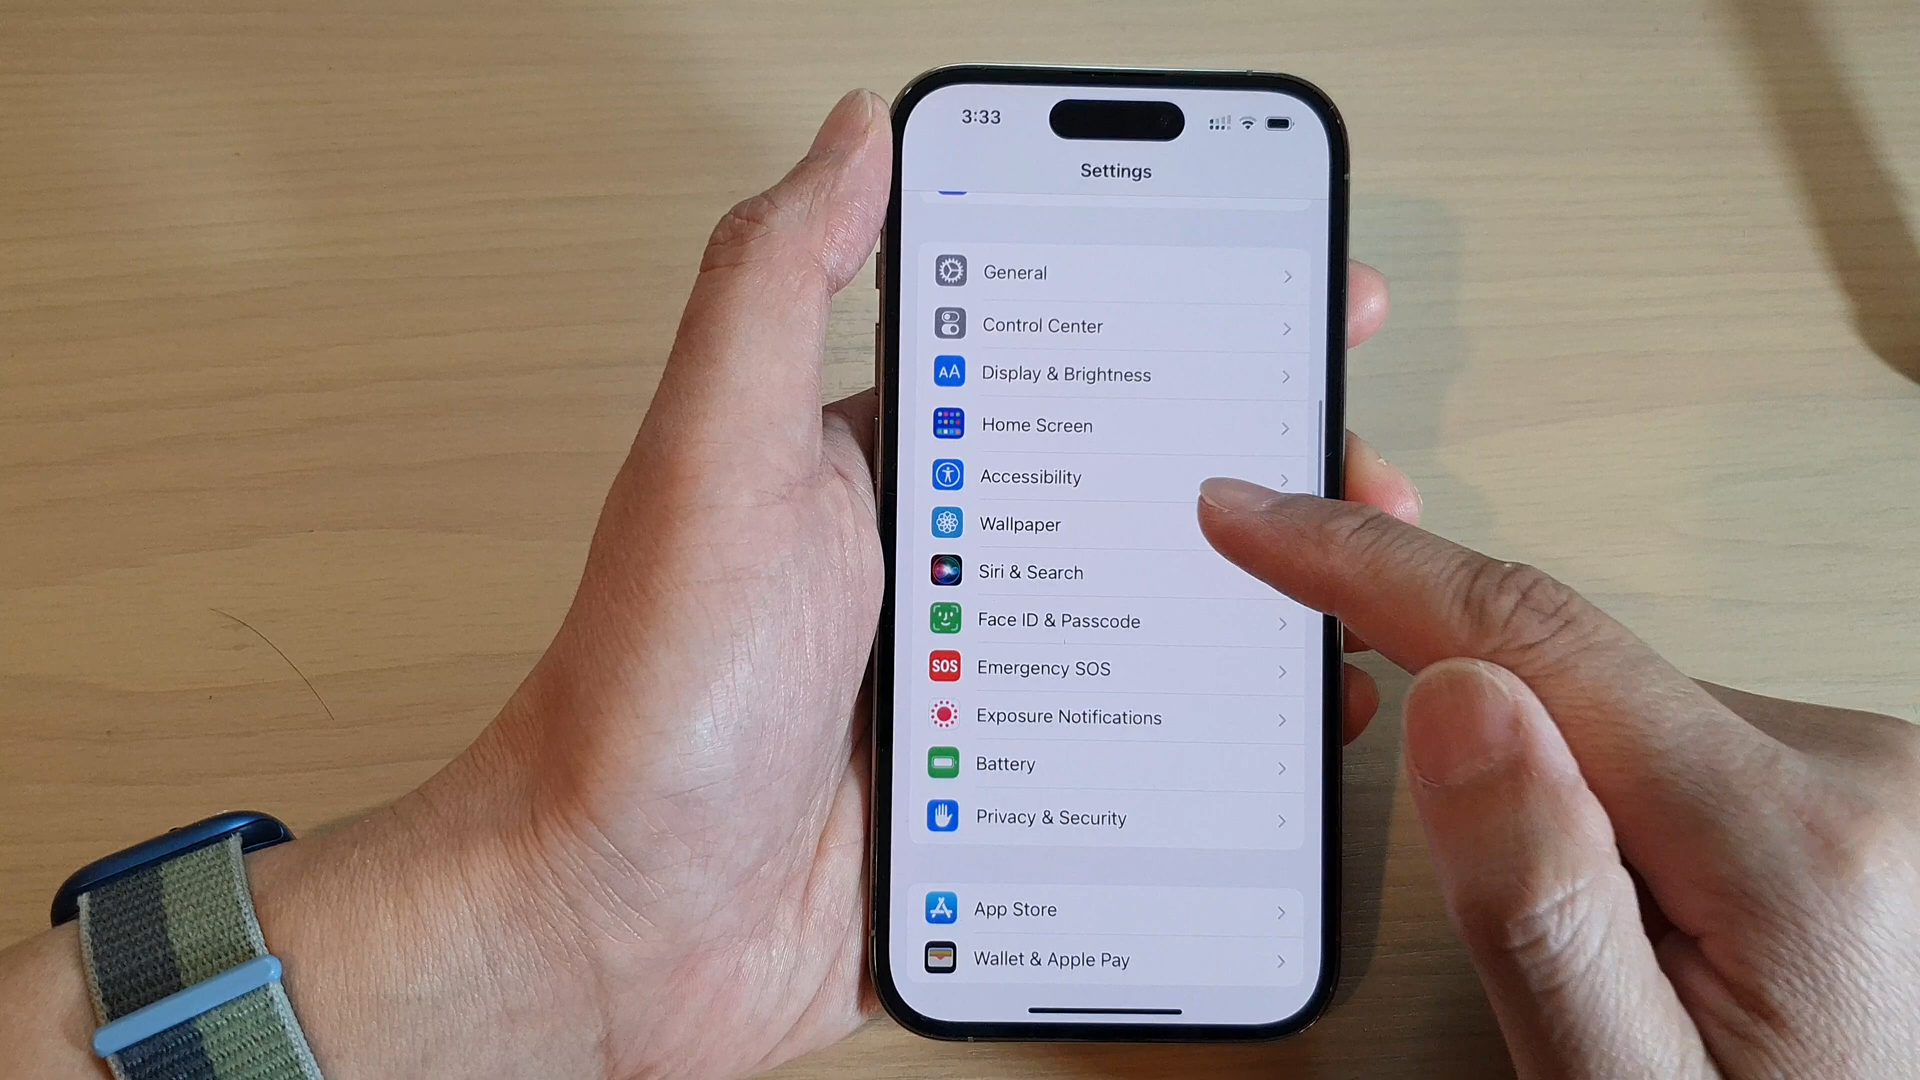 3:33
Settings
General
Control Center
AA Display & Brightness
Home Screen
Accessibility
Wallpaper
Siri & Search
Face ID & Passcode
SOS Emergency SOS
Exposure Notifications
Battery
Privacy & Security
App Store
Wallet & Apple Pay